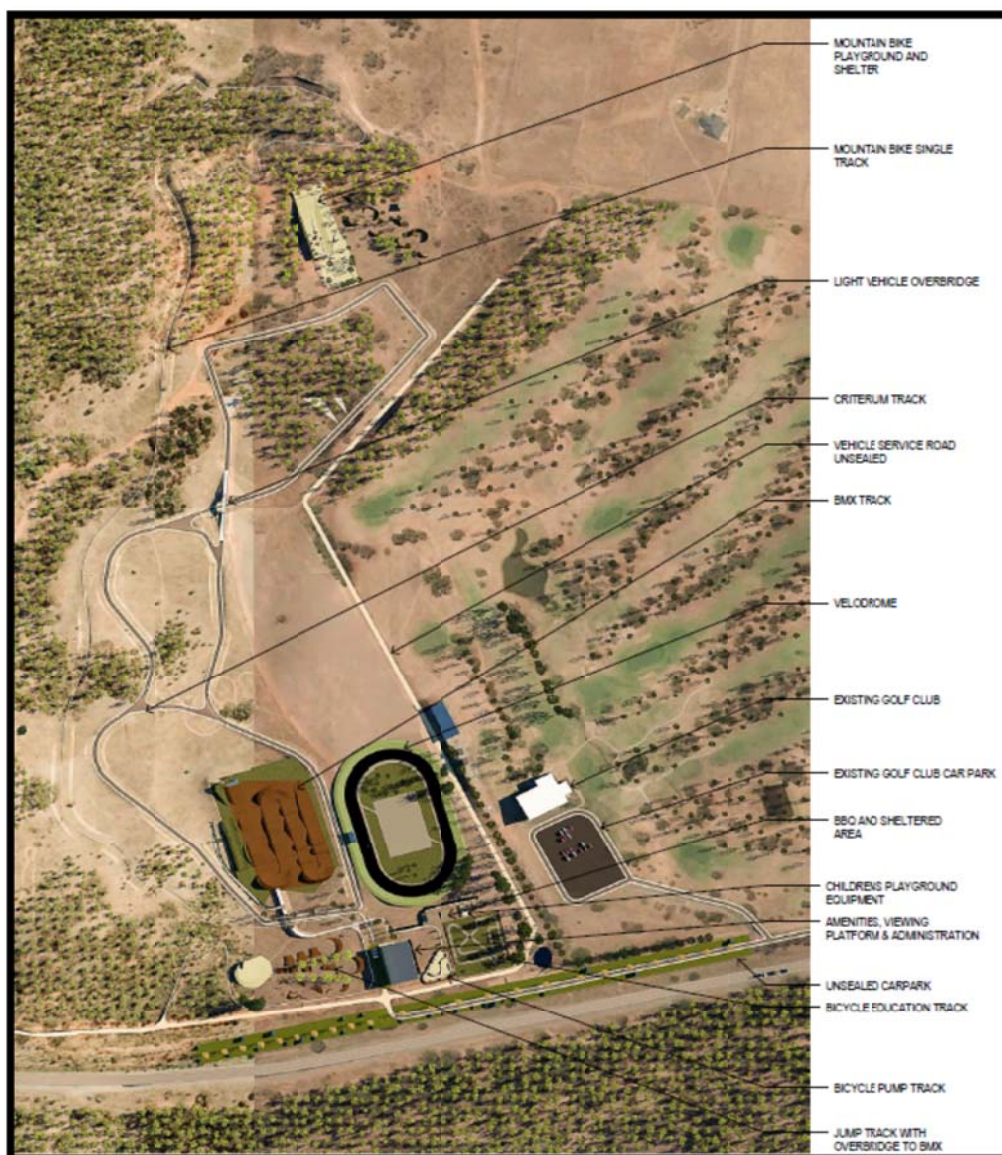 MOUNTAIN BIKE
PLAYGROUND AND
SHELTER
MOUNTAIN BIKE SINGLE
TRACK
LIGHT VEHICLE OVERBRIDGE
CRITERUM TRACK
VEHICLE SERVICE ROAD
UNSEALED
BMX TRACK
VELODROME
EXISTING GOLF CLUB
EXISTING GOLF CLUB CAR PARK
BBQ AND SHELTERED
AREA
CHILDRENS PLAYGROUND
EQUIPMENT
AMENITIES, VIEWING
PLATFORM & ADMINISTRATION
UNSEALED CARPARK
BICYCLE EDUCATION TRACK
BICYCLE PUMP TRACK
JUMP TRACK WITH
OVERBRIDGE TO BMX